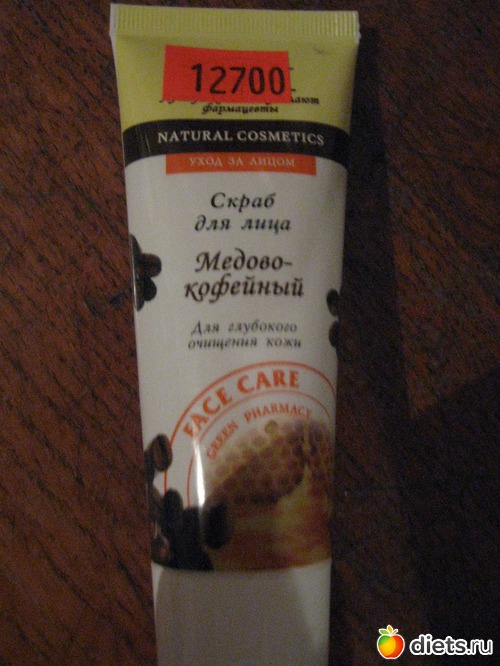 12700
фармацевты
NATURAL COSMETICS
УХОД ЗА ЛИЦОМ
Скраб
для лица
Медово-
кофейный
Для глубокого
очищения кожи
FACE CARE
GREEN PHARMACY
diets.ru